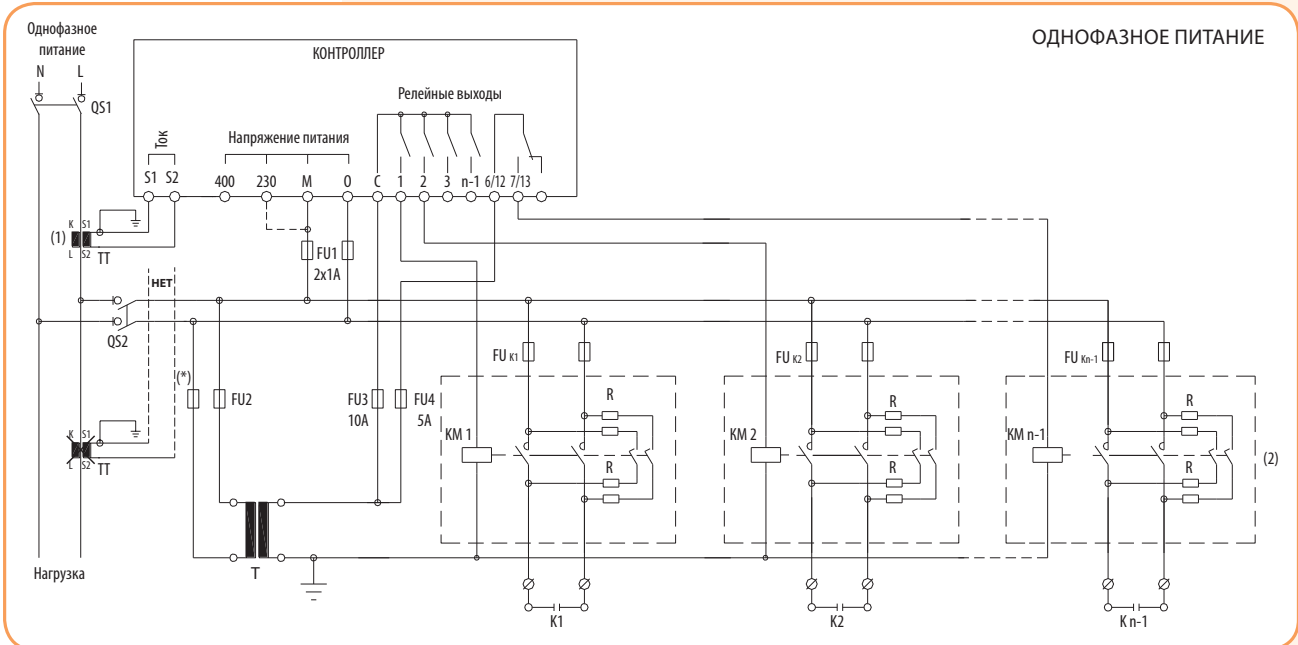 Однофазное
питание
ОДНОФАЗНОЕ ПИТАНИЕ
КОНТРОЛЛЕР
N L
QS1
Релейные выходы
Ток
Напряжение питания
S1 S2 400 230 M 0 C 1 2 3 n-1 6/12 7/13
K S1
(1)
L S2 TT
FU1
2x1A
НЕТ
QS2
FU K1
FU K2
FU Kn-1
(*)
FU2
FU3
10A
FU4
5A
R
R
R
KM 1
KM 2
KM n-1
K S1
L S2 TT
R
R
R
(2)
Нагрузка
T
K1
K2
K n-1